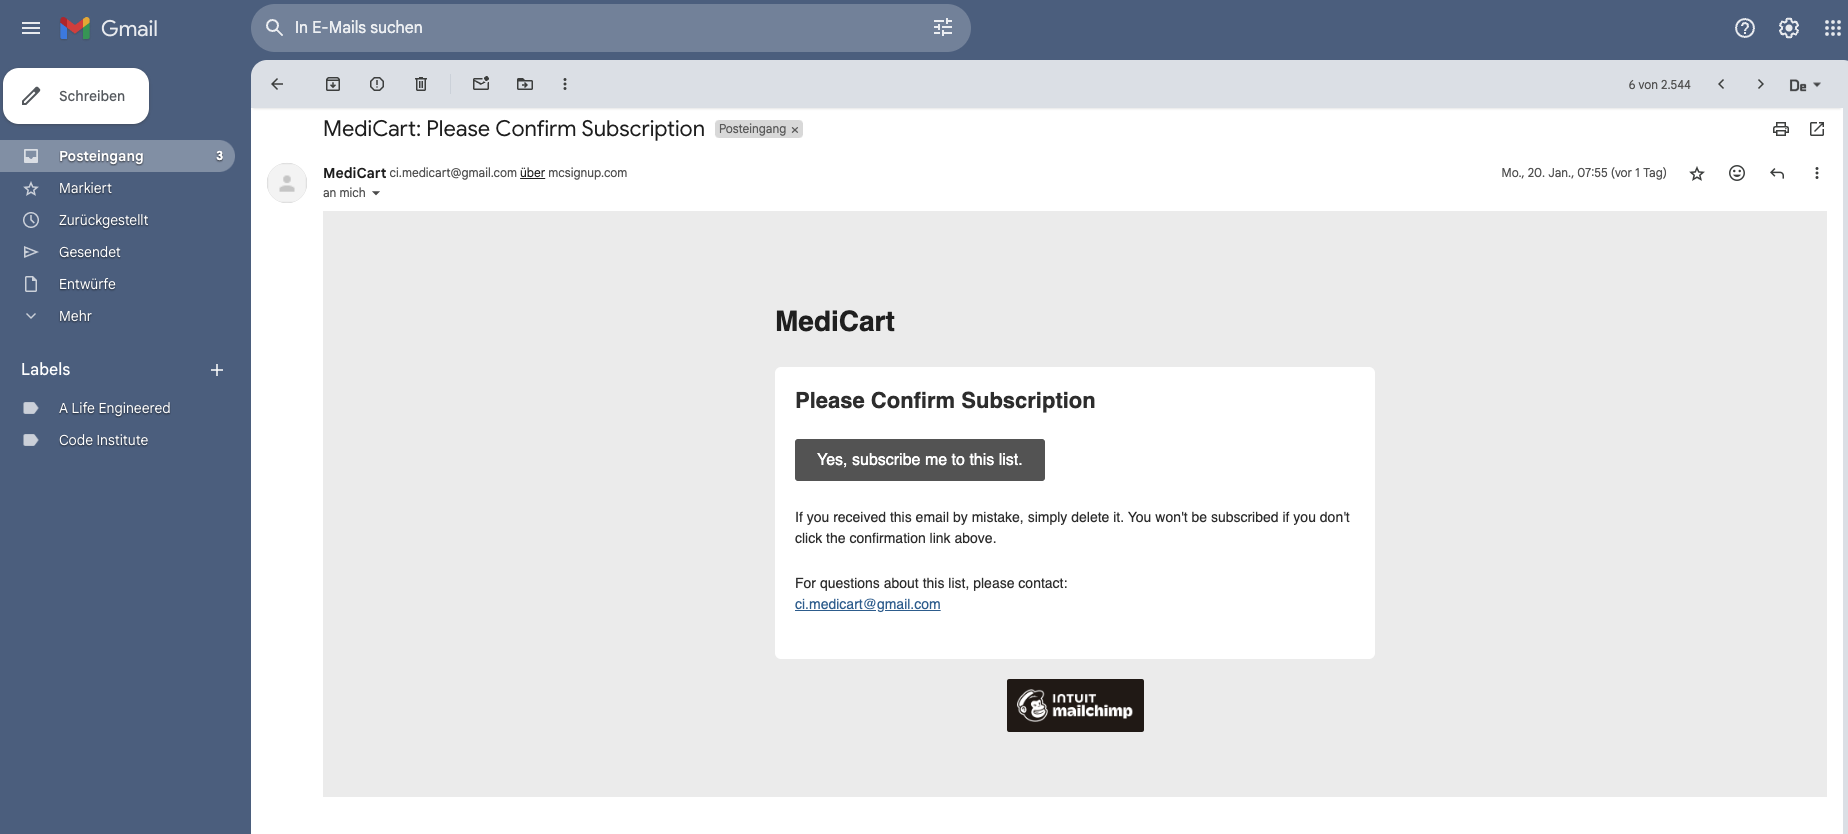 Gmail
In E-Mails suchen
Schreiben
6 von 2.544
De
MediCart: Please Confirm Subscription Posteingang ×
Posteingang 3
MediCart ci.medicart@gmail.com über mcsignup.com
Mo., 20. Jan., 07:55 (vor 1 Tag)
an mich
Markiert
Zurückgestellt
Gesendet
Entwürfe
Mehr
Labels +
A Life Engineered
Code Institute
MediCart
Please Confirm Subscription
Yes, subscribe me to this list.
If you received this email by mistake, simply delete it. You won't be subscribed if you don't
click the confirmation link above.
For questions about this list, please contact:
ci.medicart@gmail.com
INTUIT
mailchimp